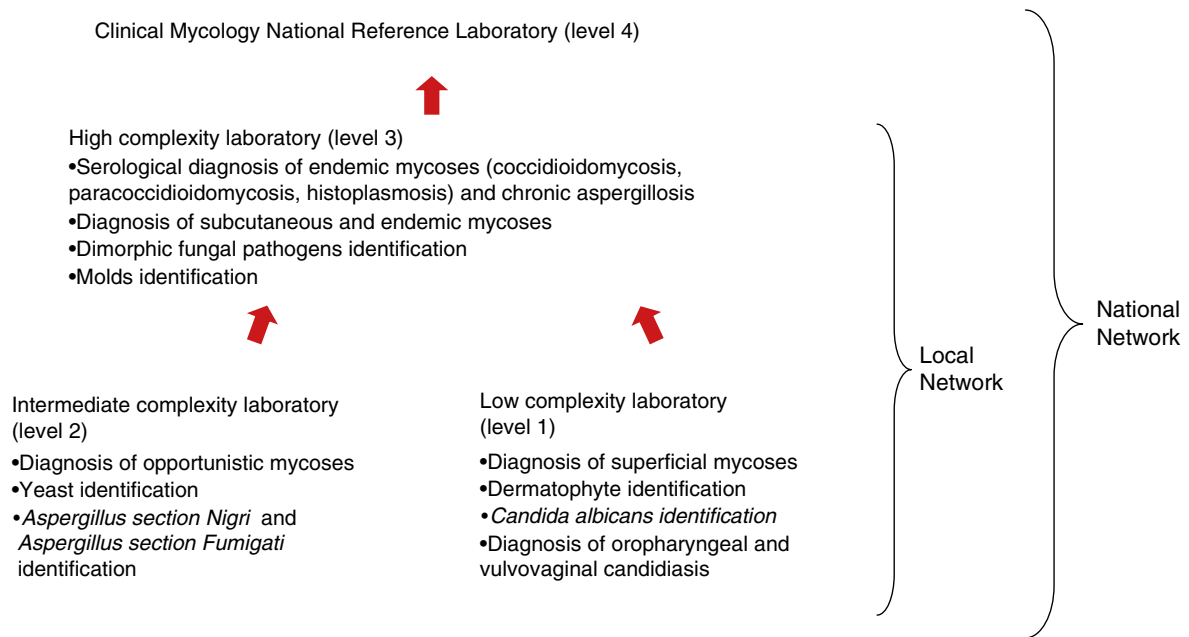 Clinical Mycology National Reference Laboratory (level 4)
High complexity laboratory (level 3)
•Serological diagnosis of endemic mycoses (coccidioidomycosis,
paracoccidioidomycosis, histoplasmosis) and chronic aspergillosis
•Diagnosis of subcutaneous and endemic mycoses
•Dimorphic fungal pathogens identification
•Molds identification
Intermediate complexity laboratory
(level 2)
•Diagnosis of opportunistic mycoses
•Yeast identification
•Aspergillus section Nigri and
Aspergillus section Fumigati
identification
Low complexity laboratory
(level 1)
•Diagnosis of superficial mycoses
•Dermatophyte identification
•Candida albicans identification
•Diagnosis of oropharyngeal and
vulvovaginal candidiasis
Local
Network
National
Network